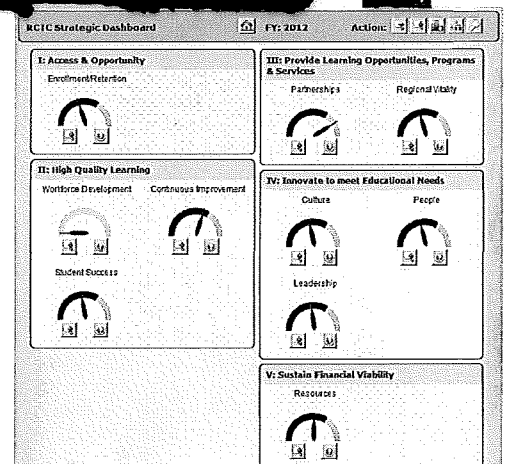 RCTC Strategic Dashboard
FY: 2012
Action:
I: Access & Opportunity
Enrollment/Retention
II: High Quality Learning
Workforce Development
Continuous Improvement
Student Success
III: Provide Learning Opportunities, Programs
& Services
Partnerships
Regional Vitality
IV: Innovate to meet Educational Needs
Culture
People
Leadership
V: Sustain Financial Viability
Resources